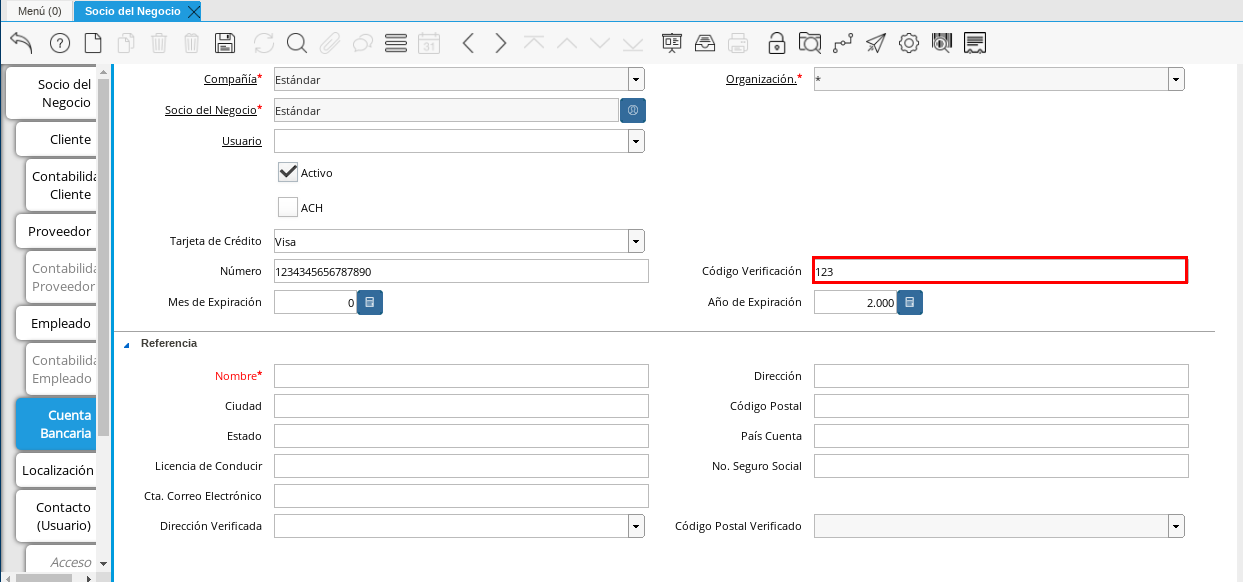 Menú (0)
Socio del Negocio
31
Socio del
Negocio
Cliente
Contabilida
Cliente
Proveedor
Contabilida
Proveedor
Empleado
Contabilida
Empleado
Cuenta
Bancaria
Localización
Contacto
(Usuario)
Acceso
Compañía* Estándar Organización.* *
Socio del Negocio* Estándar
Usuario
Activo
ACH
Tarjeta de Crédito Visa
Número 1234345656787890 Código Verificación 123
Mes de Expiración 0 Año de Expiración 2.000
Referencia
Nombre* Dirección
Ciudad Código Postal
Estado País Cuenta
Licencia de Conducir No. Seguro Social
Cta. Correo Electrónico
Dirección Verificada Código Postal Verificado